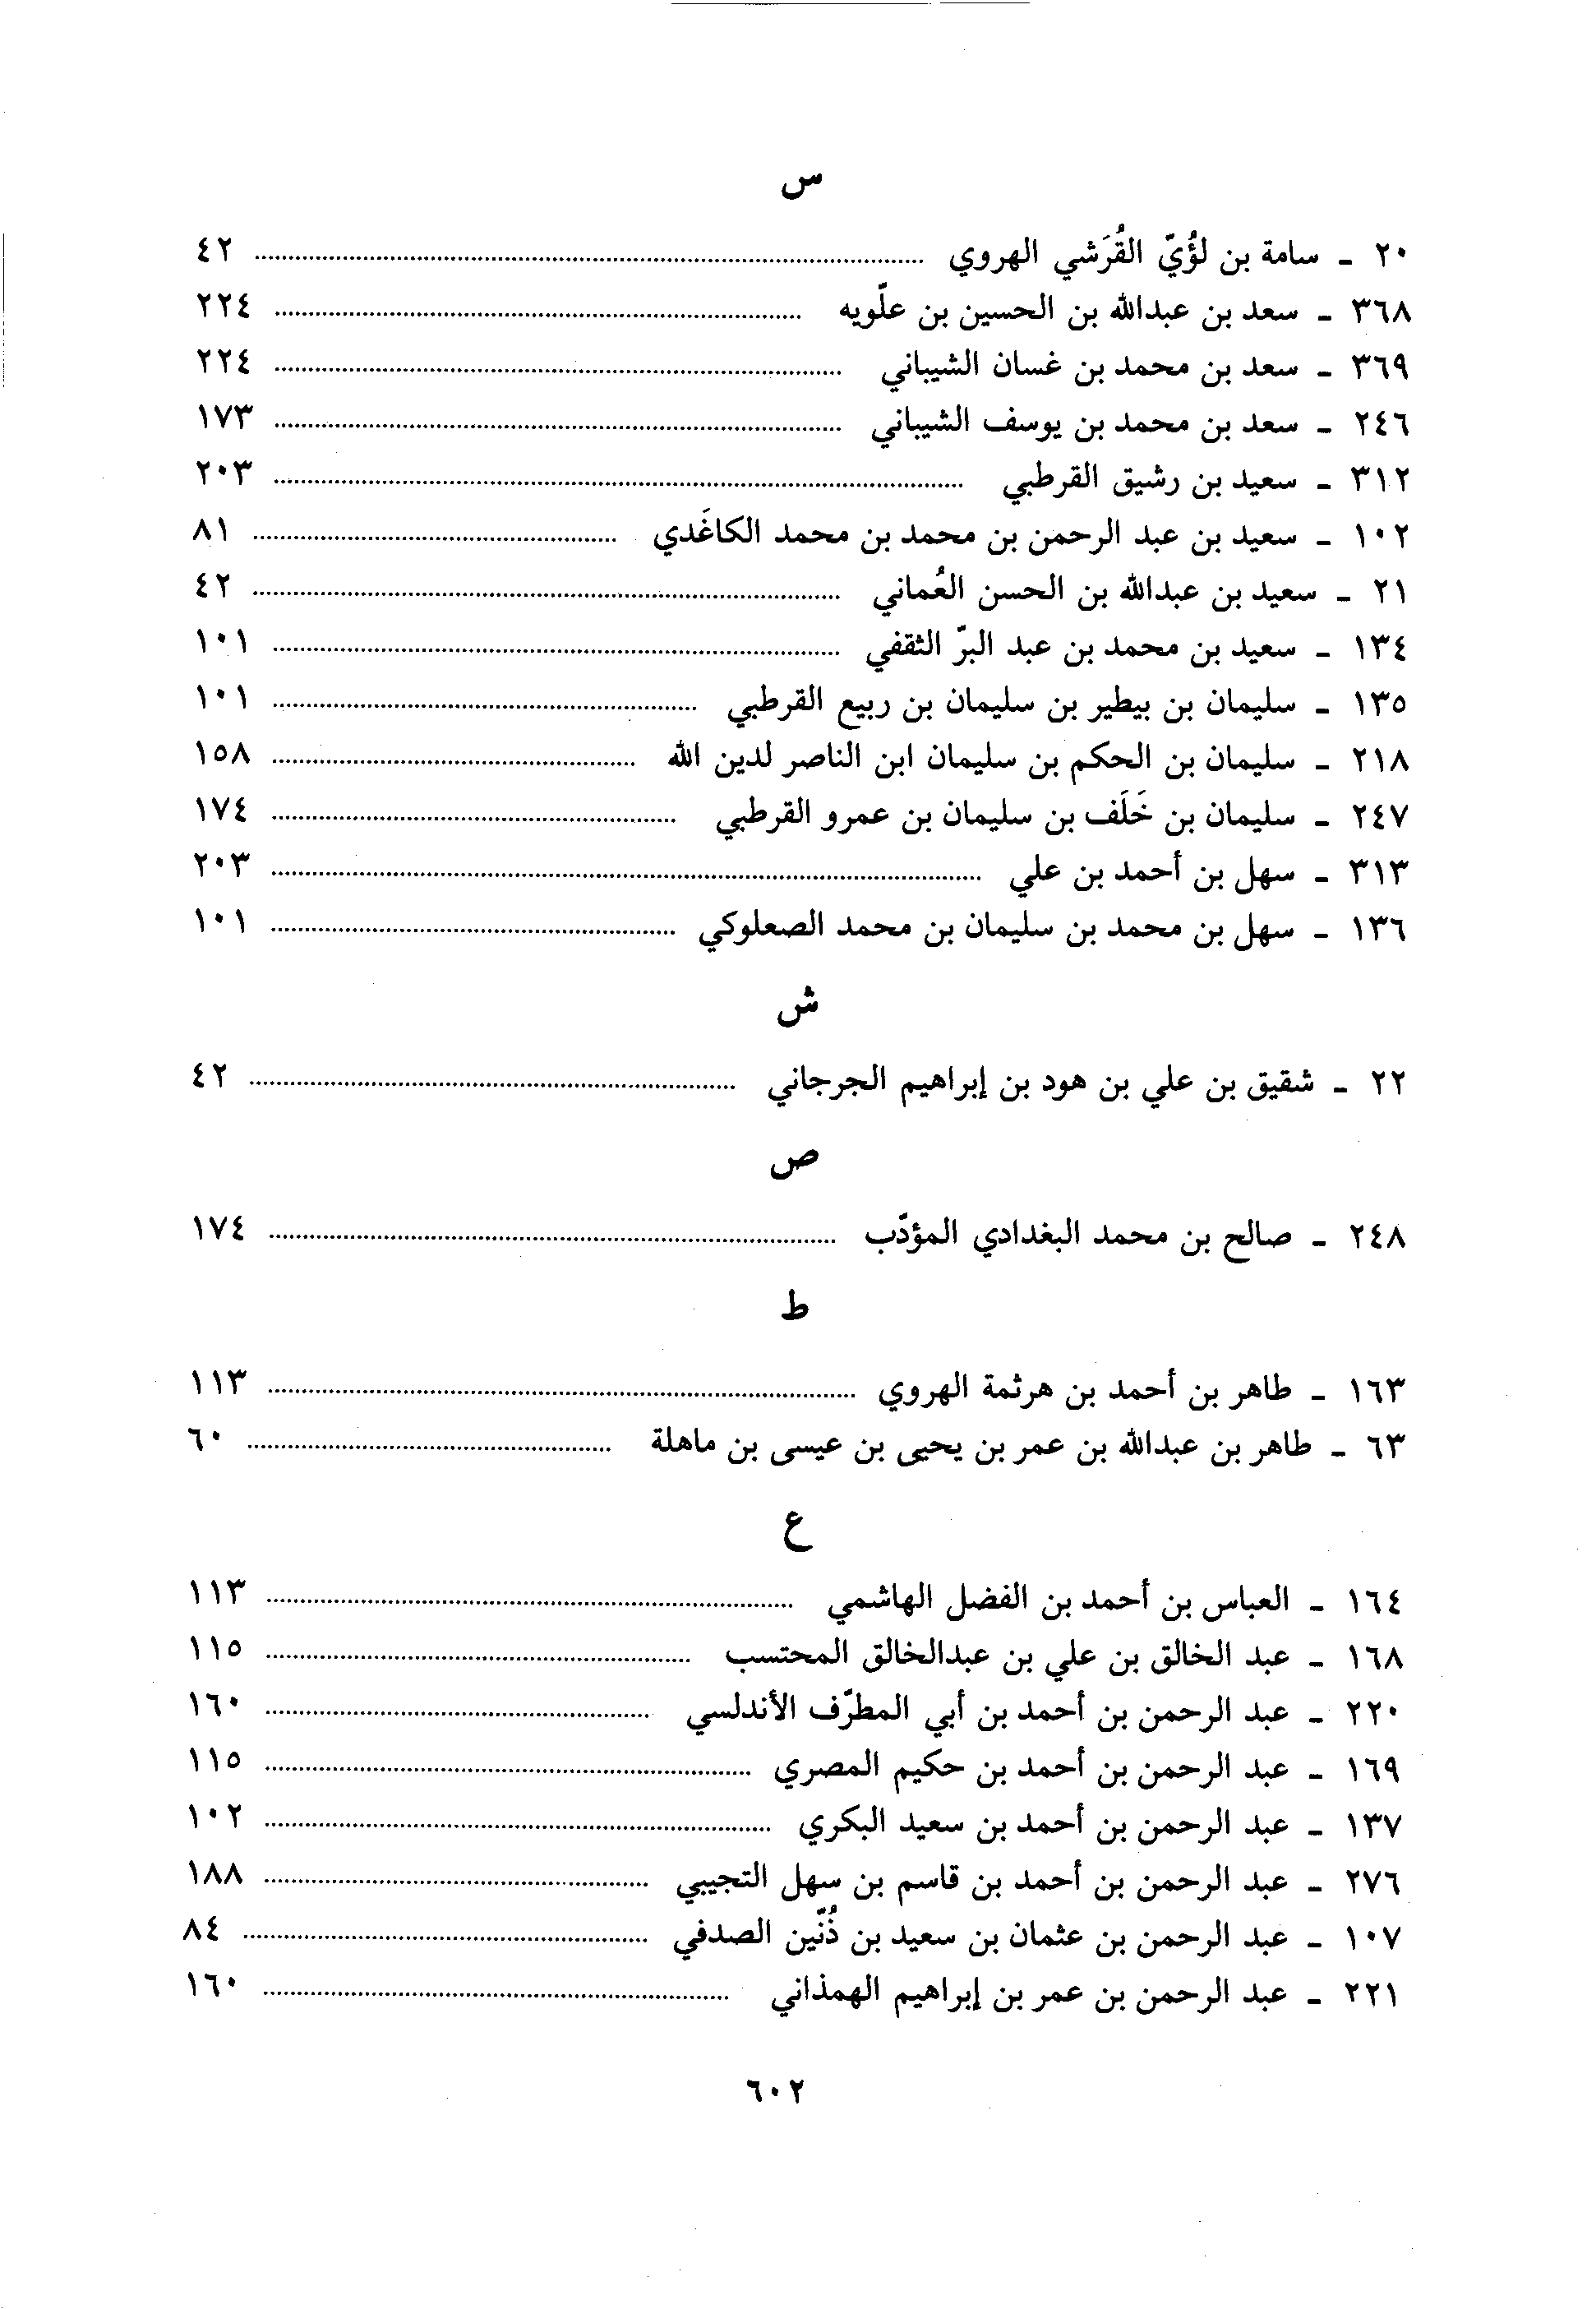 س
٢٠ - سامة بن لؤُيّ القُرَشي الهروي ........ ٤٢
٣٦٨ - سعد بن عبدالله بن الحسين بن علّويه ........ ٢٢٤
٣٦٩ - سعد بن محمد بن غسان الشيباني ........ ٢٢٤
٢٤٦ - سعد بن محمد بن يوسف الشيباني ........ ١٧٣
٣١٢ - سعيد بن رشيق القرطبي ........ ٢٠٣
١٠٢ - سعيد بن عبد الرحمن بن محمد بن محمد الكاغَدي ........ ٨١
٢١ - سعيد بن عبدالله بن الحسن العُماني ........ ٤٢
١٣٤ - سعيد بن محمد بن عبد البرّ الثقفي ........ ١٠١
١٣٥ - سليمان بن بيطير بن سليمان بن ربيع القرطبي ........ ١٠١
٢١٨ - سليمان بن الحكم بن سليمان ابن الناصر لدين الله ........ ١٥٨
٢٤٧ - سليمان بن خَلَف بن سليمان بن عمرو القرطبي ........ ١٧٤
٣١٣ - سهل بن أحمد بن علي ........ ٢٠٣
١٣٦ - سهل بن محمد بن سليمان بن محمد الصعلوكي ........ ١٠١
ش
٢٢ - شقيق بن علي بن هود بن إبراهيم الجرجاني ........ ٤٢
ص
٢٤٨ - صالح بن محمد البغدادي المؤدّب ........ ١٧٤
ط
١٦٣ - طاهر بن أحمد بن هرثمة الهروي ........ ١١٣
٦٣ - طاهر بن عبدالله بن عمر بن يحيى بن عيسى بن ماهلة ........ ٦٠
ع
١٦٤ - العباس بن أحمد بن الفضل الهاشمي ........ ١١٣
١٦٨ - عبد الخالق بن علي بن عبدالخالق المحتسب ........ ١١٥
٢٢٠ - عبد الرحمن بن أحمد بن أبي المطرّف الأندلسي ........ ١٦٠
١٦٩ - عبد الرحمن بن أحمد بن حكيم المصري ........ ١١٥
١٣٧ - عبد الرحمن بن أحمد بن سعيد البكري ........ ١٠٢
٢٧٦ - عبد الرحمن بن أحمد بن قاسم بن سهل التجيبي ........ ١٨٨
١٠٧ - عبد الرحمن بن عثمان بن سعيد بن ذُنّين الصدفي ........ ٨٤
٢٢١ - عبد الرحمن بن عمر بن إبراهيم الهمذاني ........ ١٦٠
٦٠٢